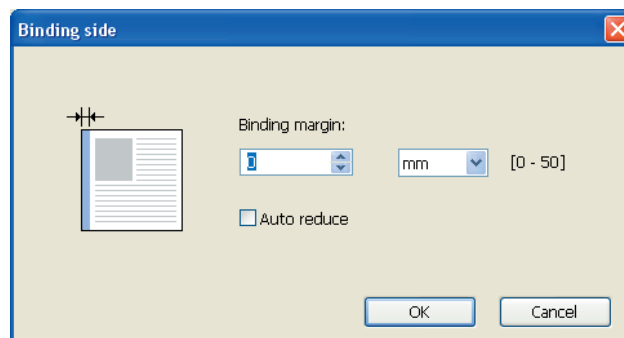 Binding side
Binding margin:
0 mm [0 - 50]
Auto reduce
OK Cancel